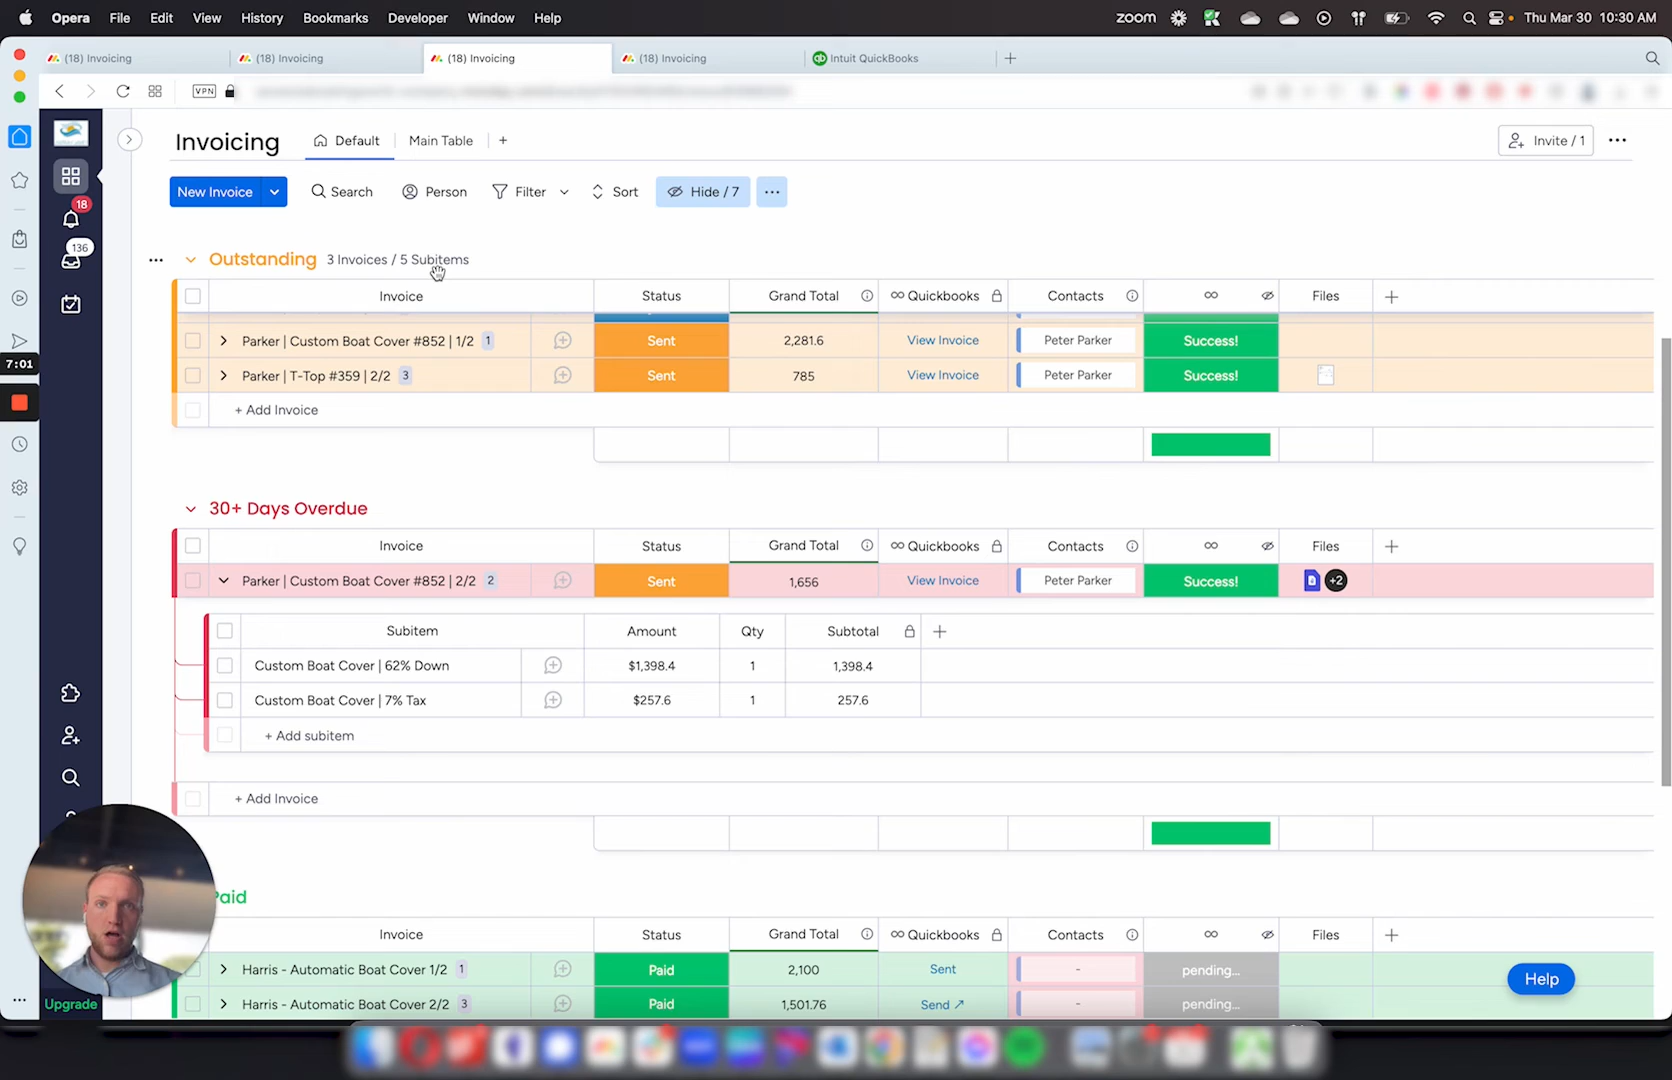 Opera File Edit View History Bookmarks Developer Window Help zoom Thu Mar 30 10:30 AM
(18) Invoicing (18) Invoicing (18) Invoicing (18) Invoicing Intuit QuickBooks
VPN
Invoicing Default Main Table + Invite / 1
New Invoice Search Person Filter Sort Hide / 7
18
136
Outstanding 3 Invoices / 5 Subitems
Invoice Status Grand Total Quickbooks Contacts Files
Parker | Custom Boat Cover #852 | 1/2 1 Sent 2,281.6 View Invoice Peter Parker Success!
7:01
Parker | T-Top #359 | 2/2 3 Sent 785 View Invoice Peter Parker Success!
+ Add Invoice
30+ Days Overdue
Invoice Status Grand Total Quickbooks Contacts Files
Parker | Custom Boat Cover #852 | 2/2 2 Sent 1,656 View Invoice Peter Parker Success! +2
Subitem Amount Qty Subtotal
Custom Boat Cover | 62% Down $1,398.4 1 1,398.4
Custom Boat Cover | 7% Tax $257.6 1 257.6
+ Add subitem
+ Add Invoice
Paid
Invoice Status Grand Total Quickbooks Contacts Files
Harris - Automatic Boat Cover 1/2 1 Paid 2,100 Sent - pending...
Harris - Automatic Boat Cover 2/2 3 Paid 1,501.76 Send ↗ - pending...
Help
Upgrade